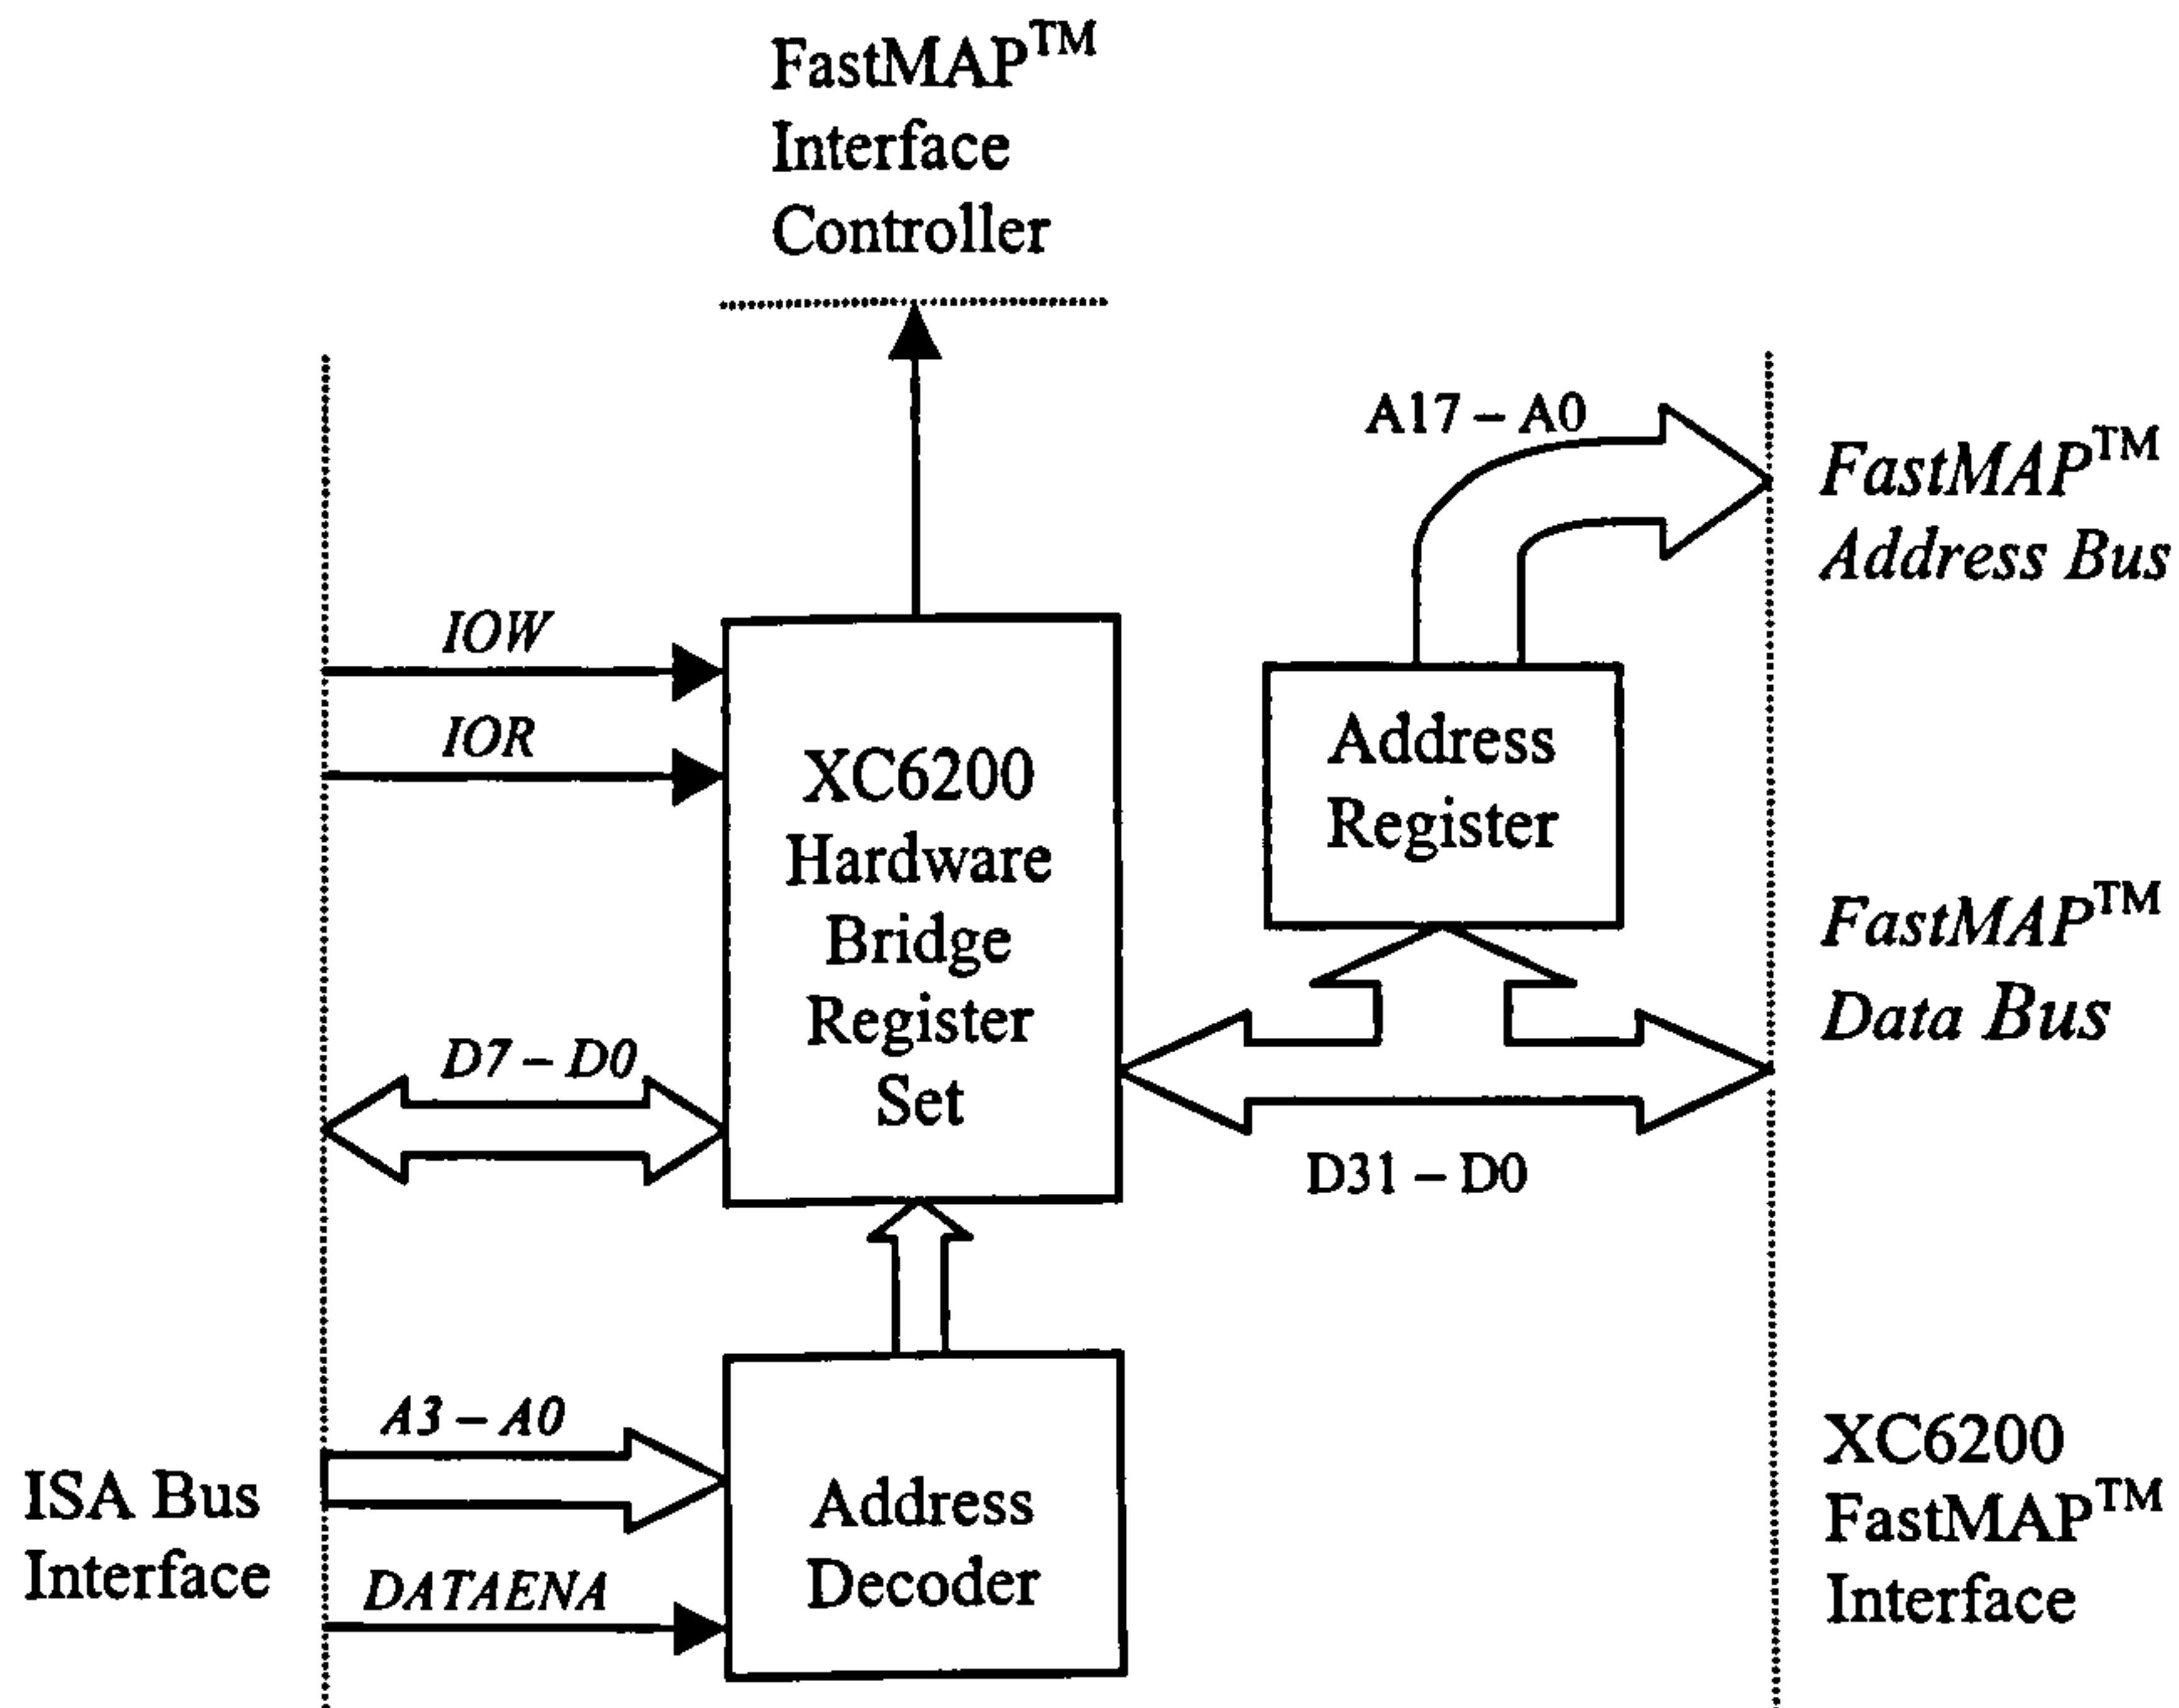 FastMAP™
Interface
Controller
A17 – A0
FastMAP™
Address Bus
IOW
IOR
XC6200
Hardware
Bridge
Register
Set
Address
Register
FastMAP™
Data Bus
D7 – D0
D31 – D0
A3 – A0
DATAENA
ISA Bus
Interface
Address
Decoder
XC6200
FastMAP™
Interface